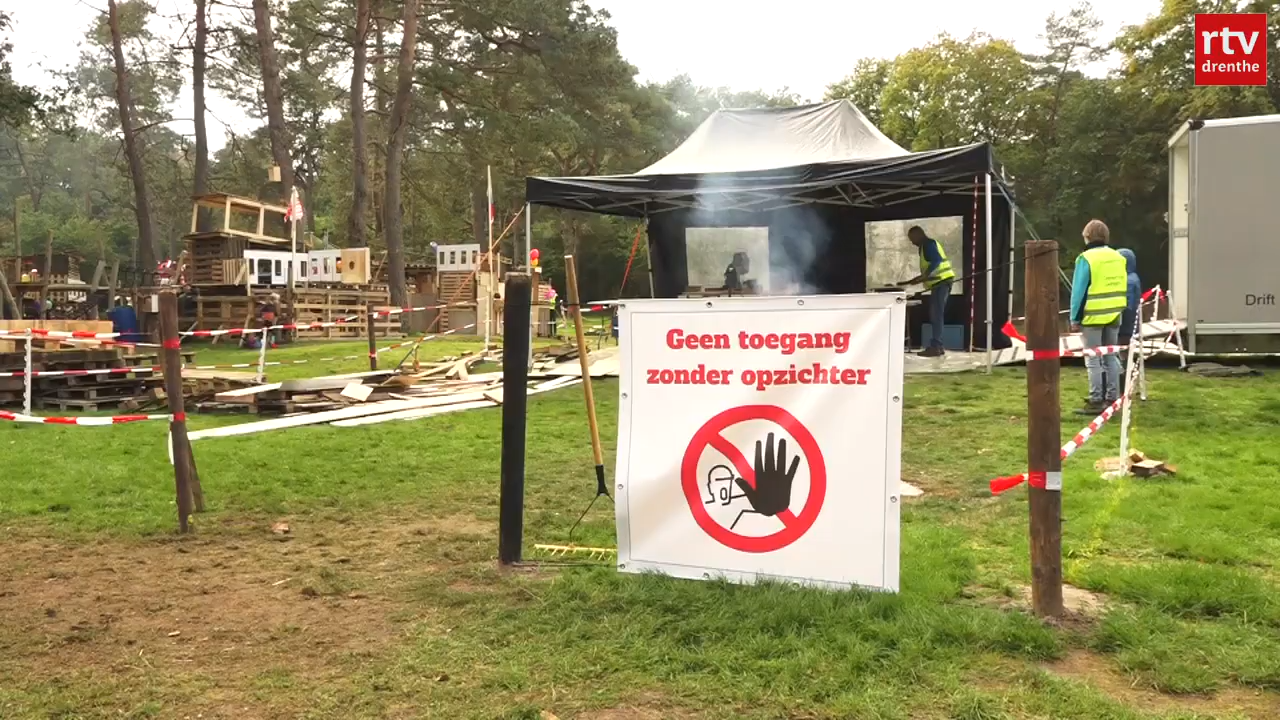 rtv
drenthe
Geen toegang
zonder opzichter
Drift